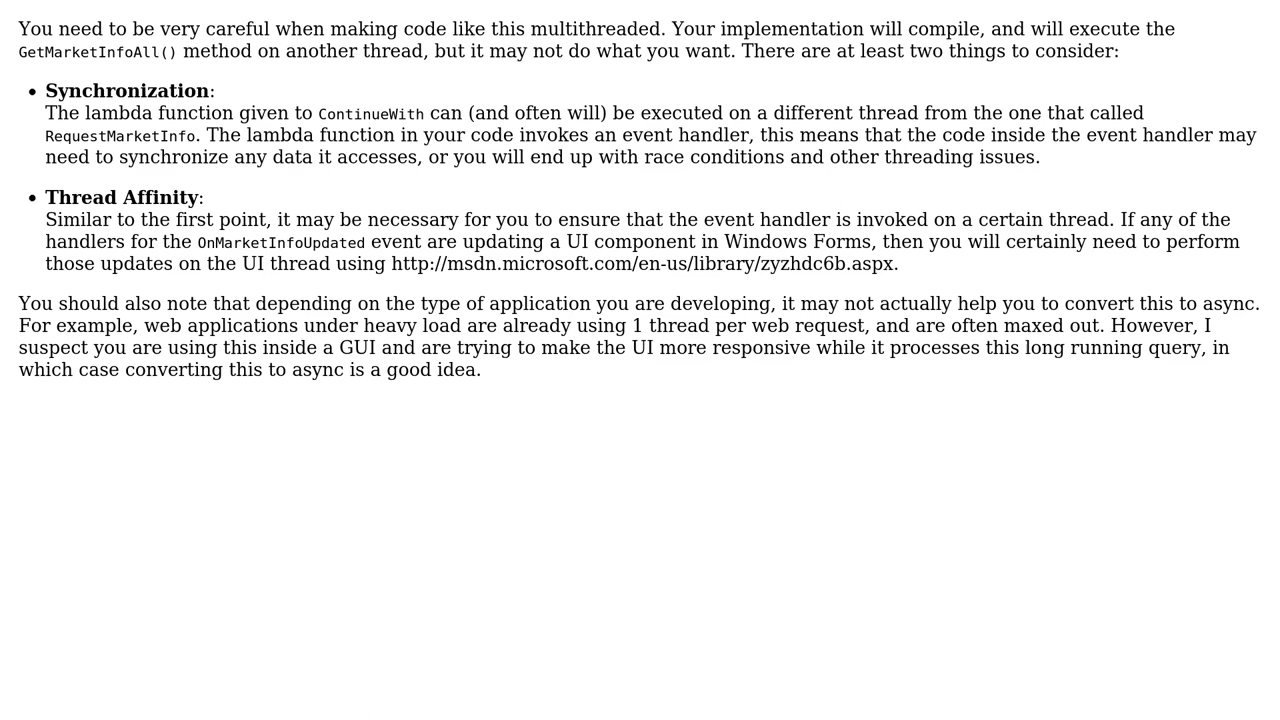 You need to be very careful when making code like this multithreaded. Your implementation will compile, and will execute the
GetMarketInfoAll() method on another thread, but it may not do what you want. There are at least two things to consider:
• Synchronization:
The lambda function given to ContinueWith can (and often will) be executed on a different thread from the one that called
RequestMarketInfo. The lambda function in your code invokes an event handler, this means that the code inside the event handler may
need to synchronize any data it accesses, or you will end up with race conditions and other threading issues.
• Thread Affinity:
Similar to the first point, it may be necessary for you to ensure that the event handler is invoked on a certain thread. If any of the
handlers for the OnMarketInfoUpdated event are updating a UI component in Windows Forms, then you will certainly need to perform
those updates on the UI thread using http://msdn.microsoft.com/en-us/library/zyzhdc6b.aspx.
You should also note that depending on the type of application you are developing, it may not actually help you to convert this to async.
For example, web applications under heavy load are already using 1 thread per web request, and are often maxed out. However, I
suspect you are using this inside a GUI and are trying to make the UI more responsive while it processes this long running query, in
which case converting this to async is a good idea.